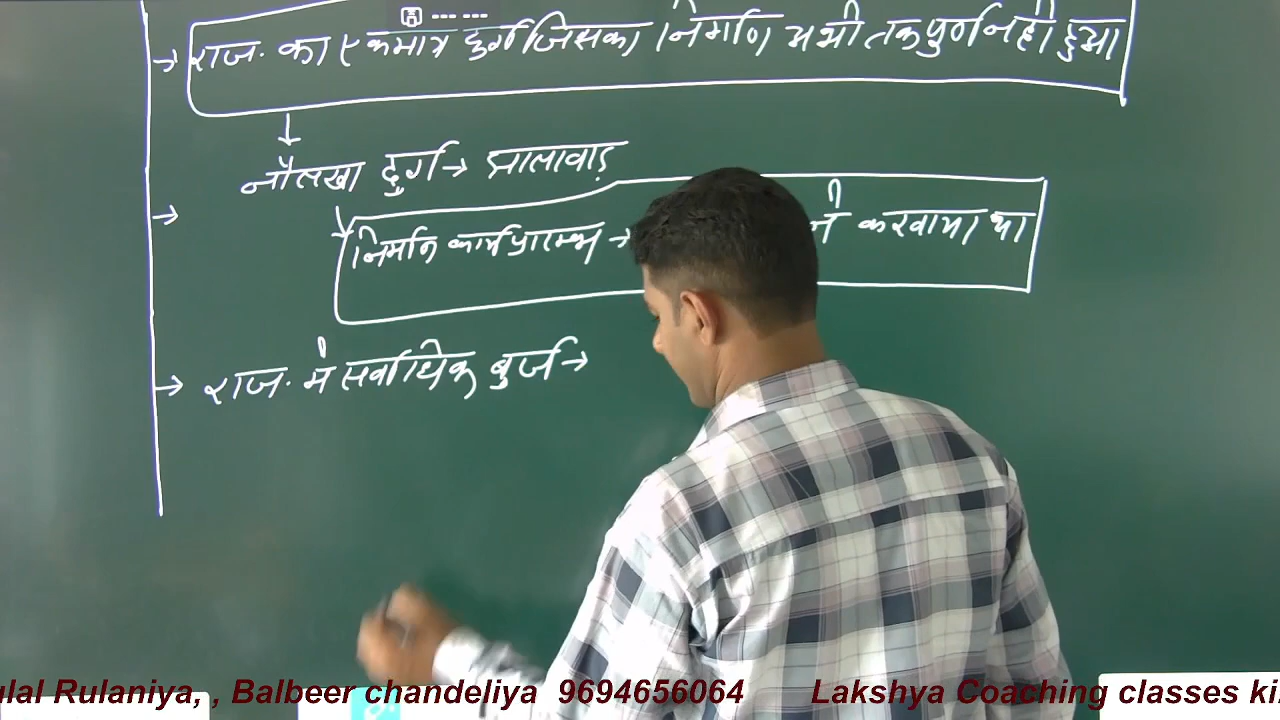 → राज. का एकमात्र दुर्ग जिसका निर्माण अभी तक पुर्ण नही हुआ
नौलखा दुर्ग → झालावाड़
→ निर्माण कार्य प्रारम्भ → ने करवाया था
→ राज. में सर्वाधिक बुर्ज →
ulal Rulaniya, , Balbeer chandeliya 9694656064 Lakshya Coaching classes ki